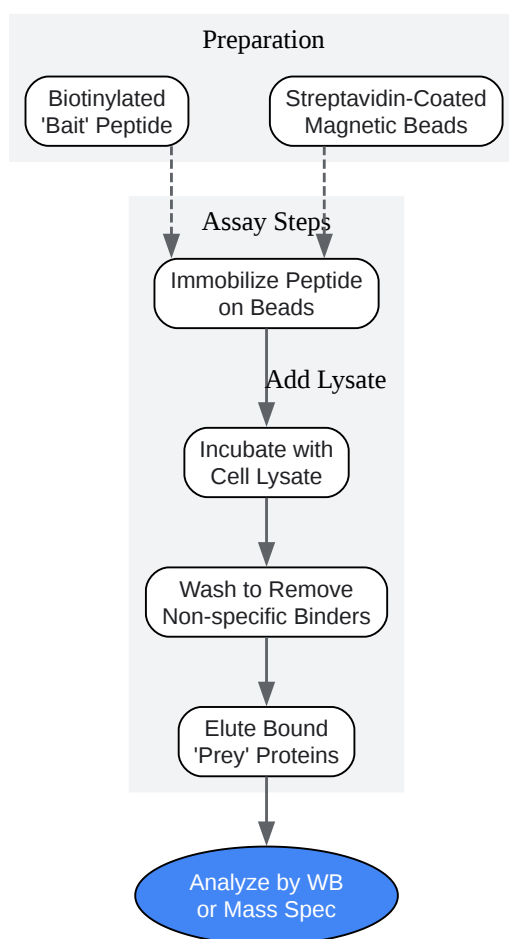 Preparation
Biotinylated
'Bait' Peptide
Streptavidin-Coated
Magnetic Beads
Assay Steps
Immobilize Peptide
on Beads
Add Lysate
Incubate with
Cell Lysate
Wash to Remove
Non-specific Binders
Elute Bound
'Prey' Proteins
Analyze by WB
or Mass Spec